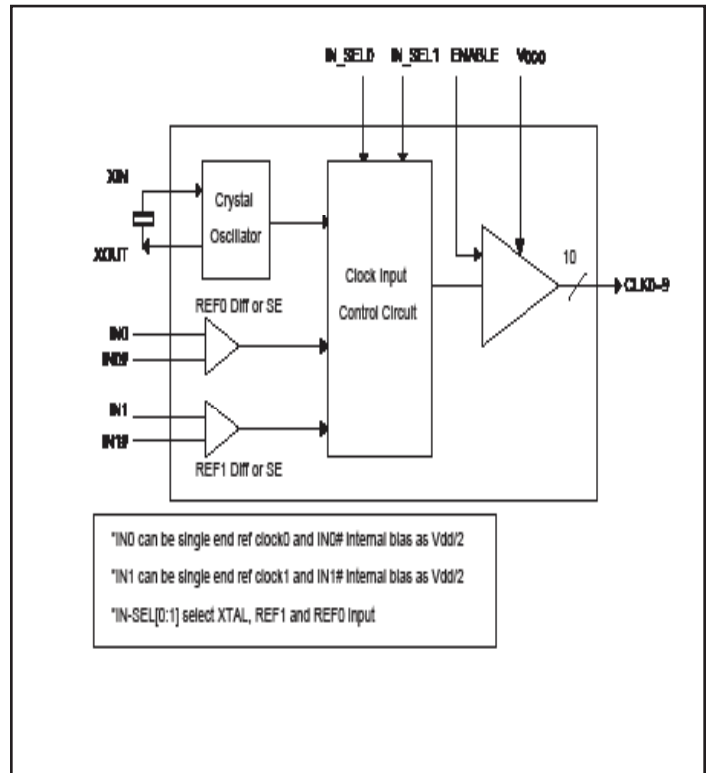 IN_SEL0 IN_SEL1 ENABLE VDDO
XIN
XOUT
Crystal
Oscillator
Clock Input
Control Circuit
10
CLK0-9
REF0 Diff or SE
IN0
IN0#
IN1
IN1#
REF1 Diff or SE
*IN0 can be single end ref clock0 and IN0# Internal bias as Vdd/2
*IN1 can be single end ref clock1 and IN1# Internal bias as Vdd/2
*IN-SEL[0:1] select XTAL, REF1 and REF0 Input